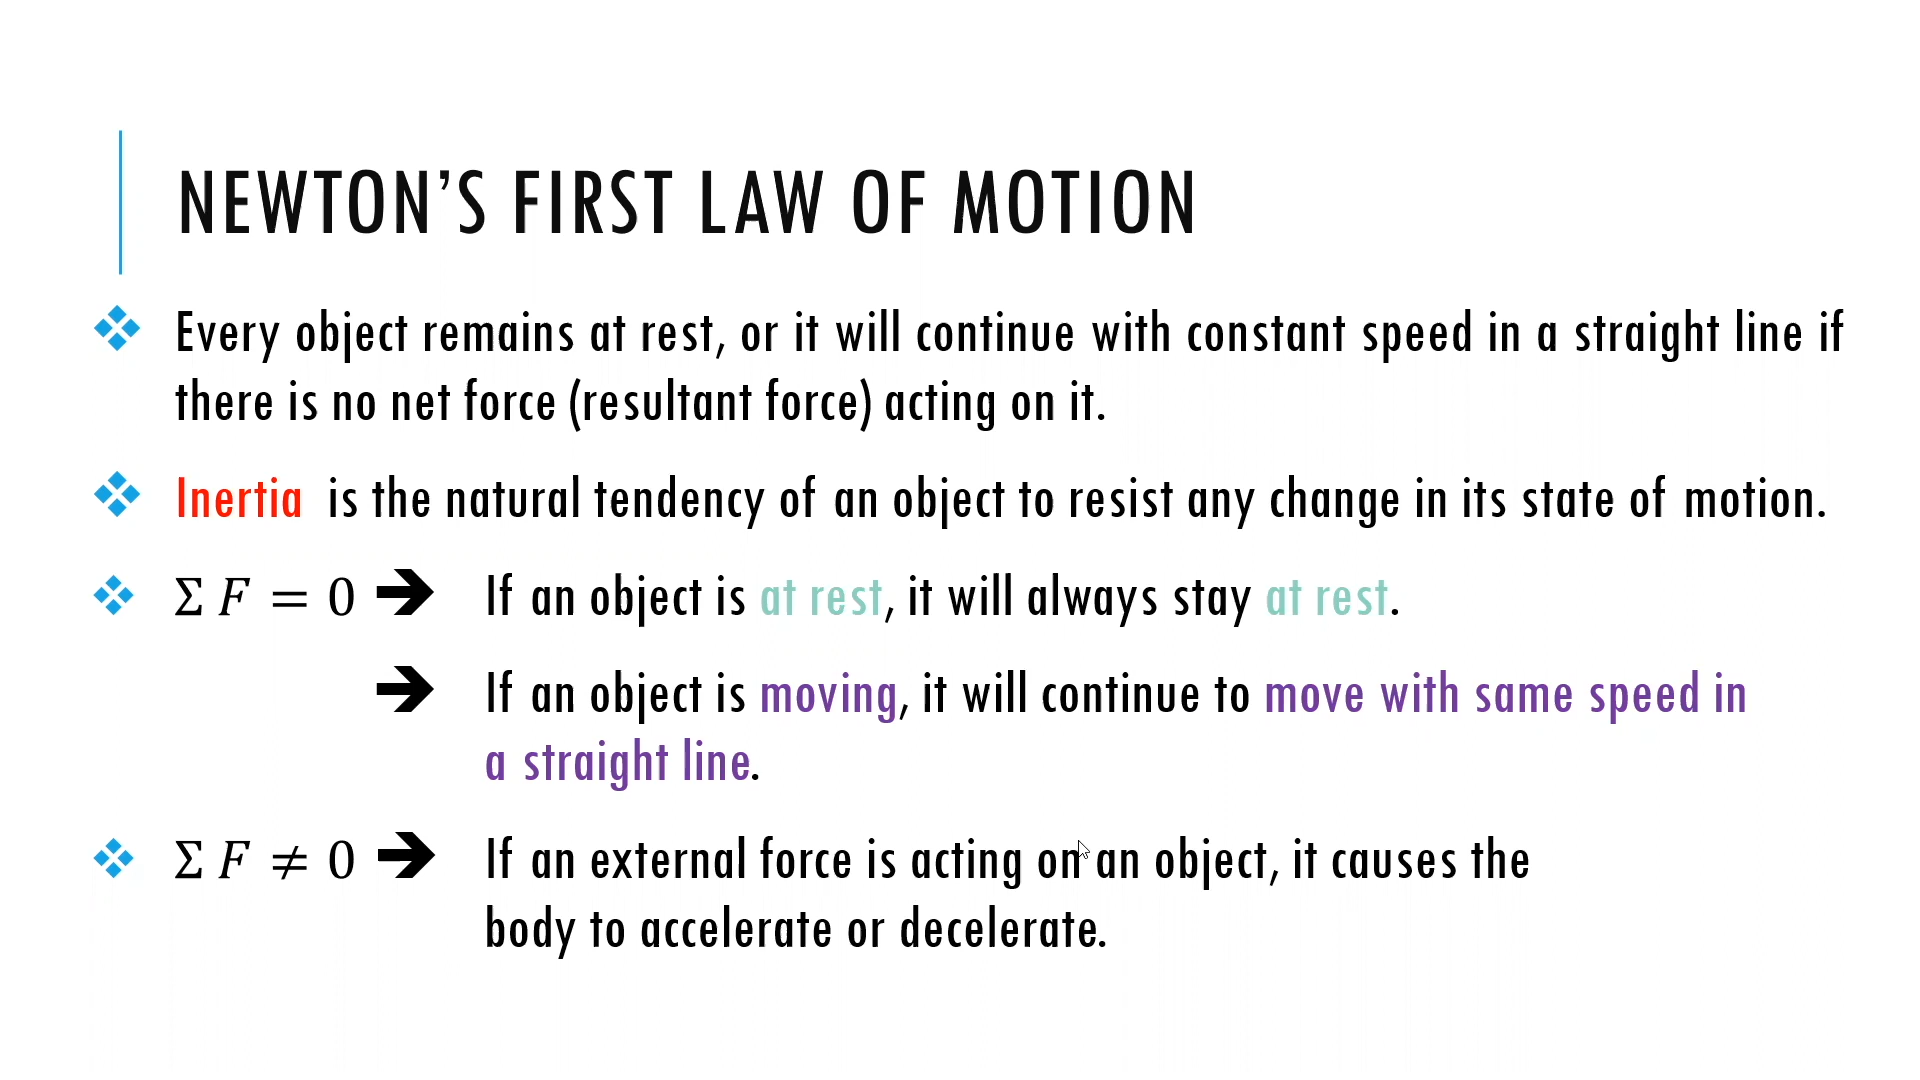 NEWTON’S FIRST LAW OF MOTION
❖ Every object remains at rest, or it will continue with constant speed in a straight line if
there is no net force (resultant force) acting on it.
❖ Inertia is the natural tendency of an object to resist any change in its state of motion.
❖ Σ F = 0 ➔ If an object is at rest, it will always stay at rest.
➔ If an object is moving, it will continue to move with same speed in
a straight line.
❖ Σ F ≠ 0 ➔ If an external force is acting on an object, it causes the
body to accelerate or decelerate.